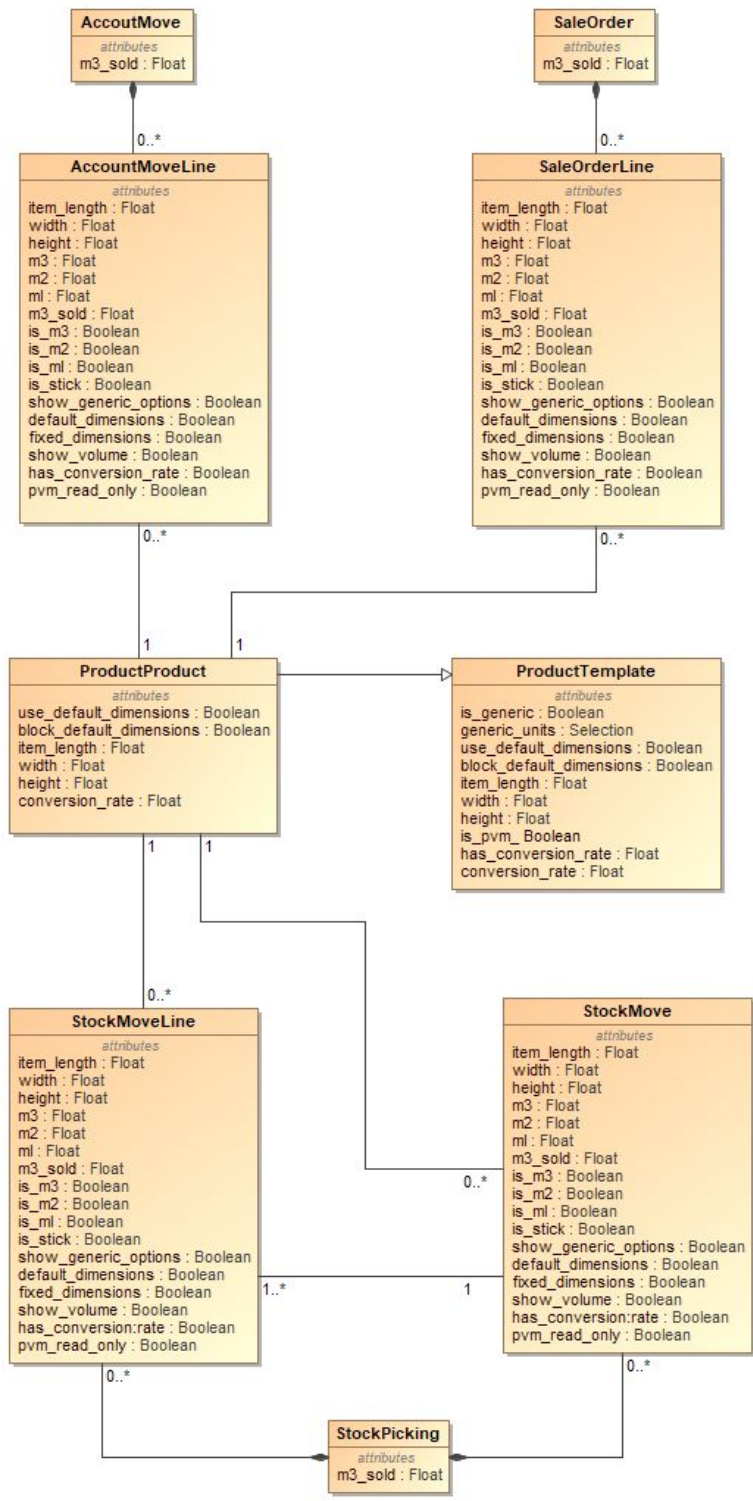 AccoutMove
attributes
m3_sold : Float
SaleOrder
attributes
m3_sold : Float
0..*
0..*
AccountMoveLine
attributes
item_length : Float
width : Float
height : Float
m3 : Float
m2 : Float
ml : Float
m3_sold : Float
is_m3 : Boolean
is_m2 : Boolean
is_ml : Boolean
is_stick : Boolean
show_generic_options : Boolean
default_dimensions : Boolean
fixed_dimensions : Boolean
show_volume : Boolean
has_conversion_rate : Boolean
pvm_read_only : Boolean
SaleOrderLine
attributes
item_length : Float
width : Float
height : Float
m3 : Float
m2 : Float
ml : Float
m3_sold : Float
is_m3 : Boolean
is_m2 : Boolean
is_ml : Boolean
is_stick : Boolean
show_generic_options : Boolean
default_dimensions : Boolean
fixed_dimensions : Boolean
show_volume : Boolean
has_conversion_rate : Boolean
pvm_read_only : Boolean
0..*
0..*
1
1
ProductProduct
attributes
use_default_dimensions : Boolean
block_default_dimensions : Boolean
item_length : Float
width : Float
height : Float
conversion_rate : Float
ProductTemplate
attributes
is_generic : Boolean
generic_units : Selection
use_default_dimensions : Boolean
block_default_dimensions : Boolean
item_length : Float
width : Float
height : Float
is_pvm_ Boolean
has_conversion_rate : Float
conversion_rate : Float
1
1
0..*
StockMoveLine
attributes
item_length : Float
width : Float
height : Float
m3 : Float
m2 : Float
ml : Float
m3_sold : Float
is_m3 : Boolean
is_m2 : Boolean
is_ml : Boolean
is_stick : Boolean
show_generic_options : Boolean
default_dimensions : Boolean
fixed_dimensions : Boolean
show_volume : Boolean
has_conversion:rate : Boolean
pvm_read_only : Boolean
StockMove
attributes
item_length : Float
width : Float
height : Float
m3 : Float
m2 : Float
ml : Float
m3_sold : Float
is_m3 : Boolean
is_m2 : Boolean
is_ml : Boolean
is_stick : Boolean
show_generic_options : Boolean
default_dimensions : Boolean
fixed_dimensions : Boolean
show_volume : Boolean
has_conversion:rate : Boolean
pvm_read_only : Boolean
0..*
1..*
1
0..*
0..*
StockPicking
attributes
m3_sold : Float